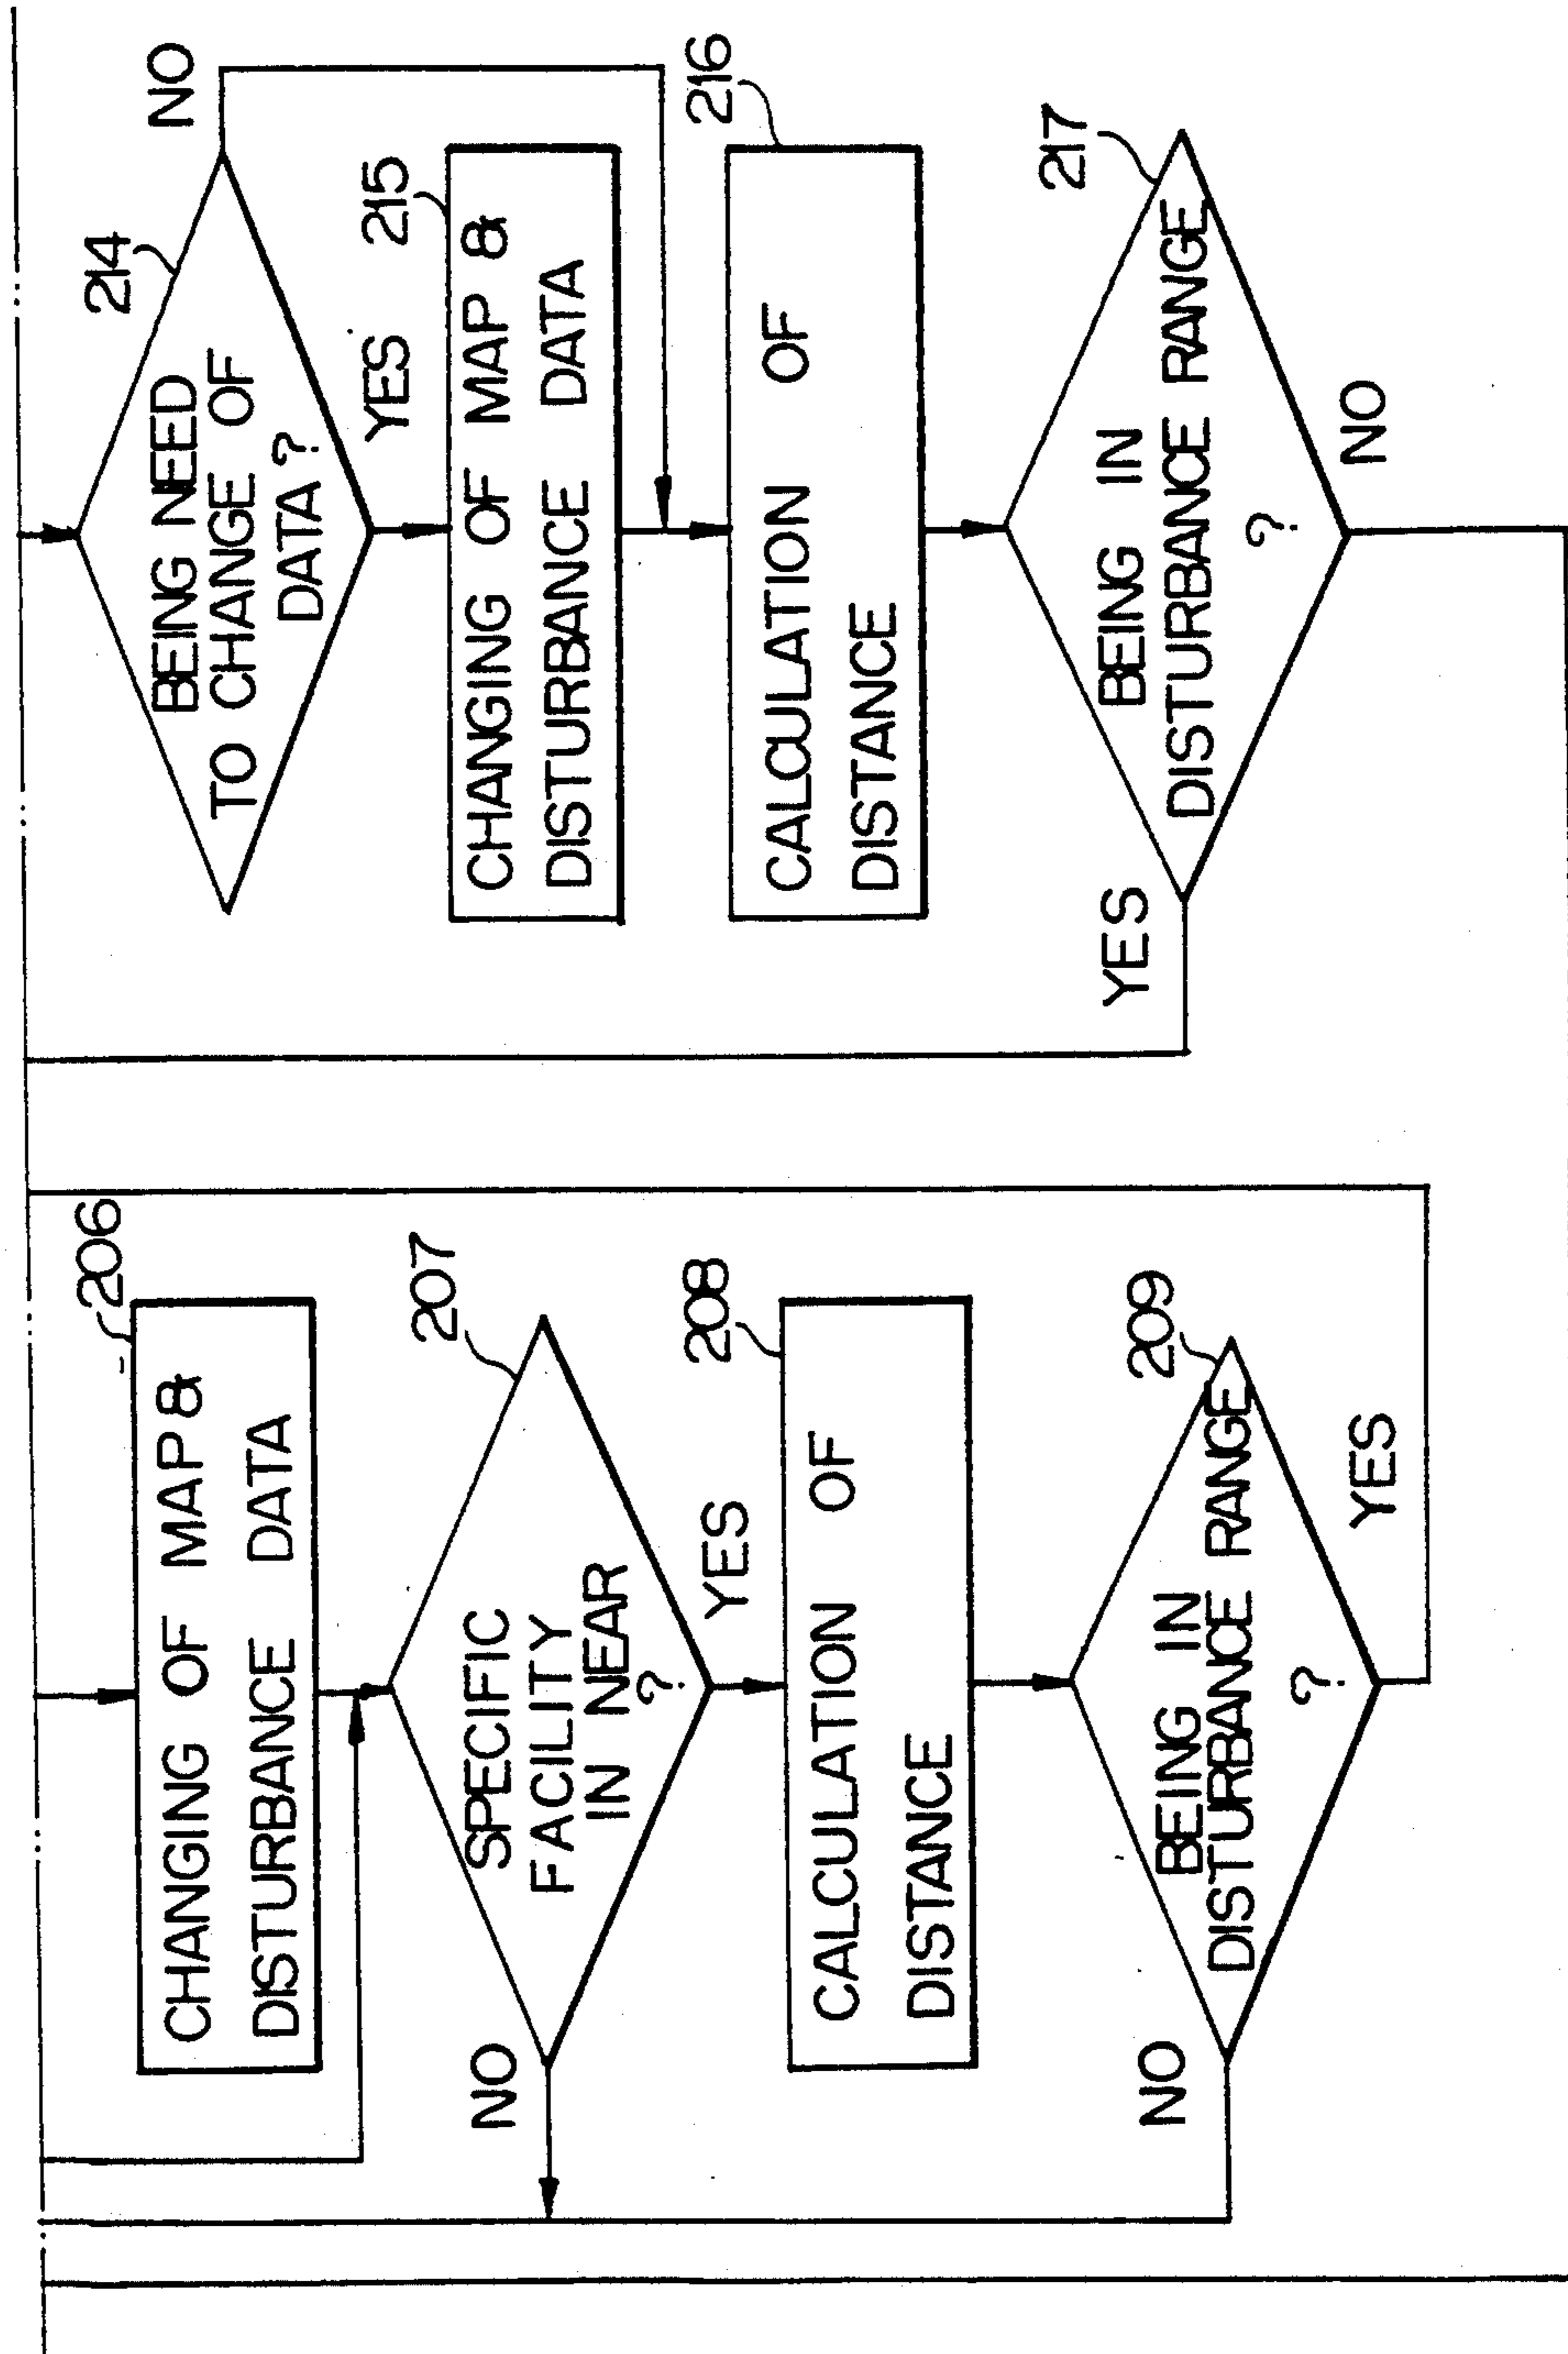 206
CHANGING OF MAP &
DISTURBANCE DATA
207
SPECIFIC
FACILITY
IN NEAR
?
NO
YES
208
CALCULATION OF
DISTANCE
209
BEING IN
DISTURBANCE RANGE
?
NO
YES
214
BEING NEED
TO CHANGE OF
DATA ?
NO
YES
215
CHANGING OF MAP &
DISTURBANCE DATA
216
CALCULATION OF
DISTANCE
217
BEING IN
DISTURBANCE RANGE
?
YES
NO